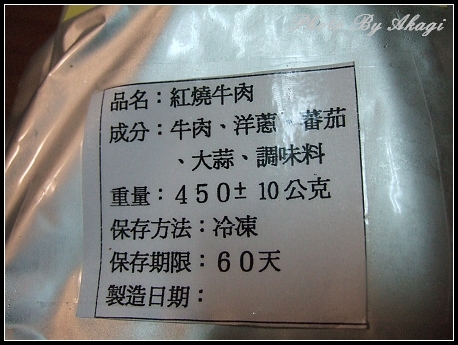 By Akagi
品名：紅燒牛肉
成分：牛肉、洋蔥、蕃茄
、大蒜、調味料
重量：４５０± 10公克
保存方法：冷凍
保存期限：６０天
製造日期：